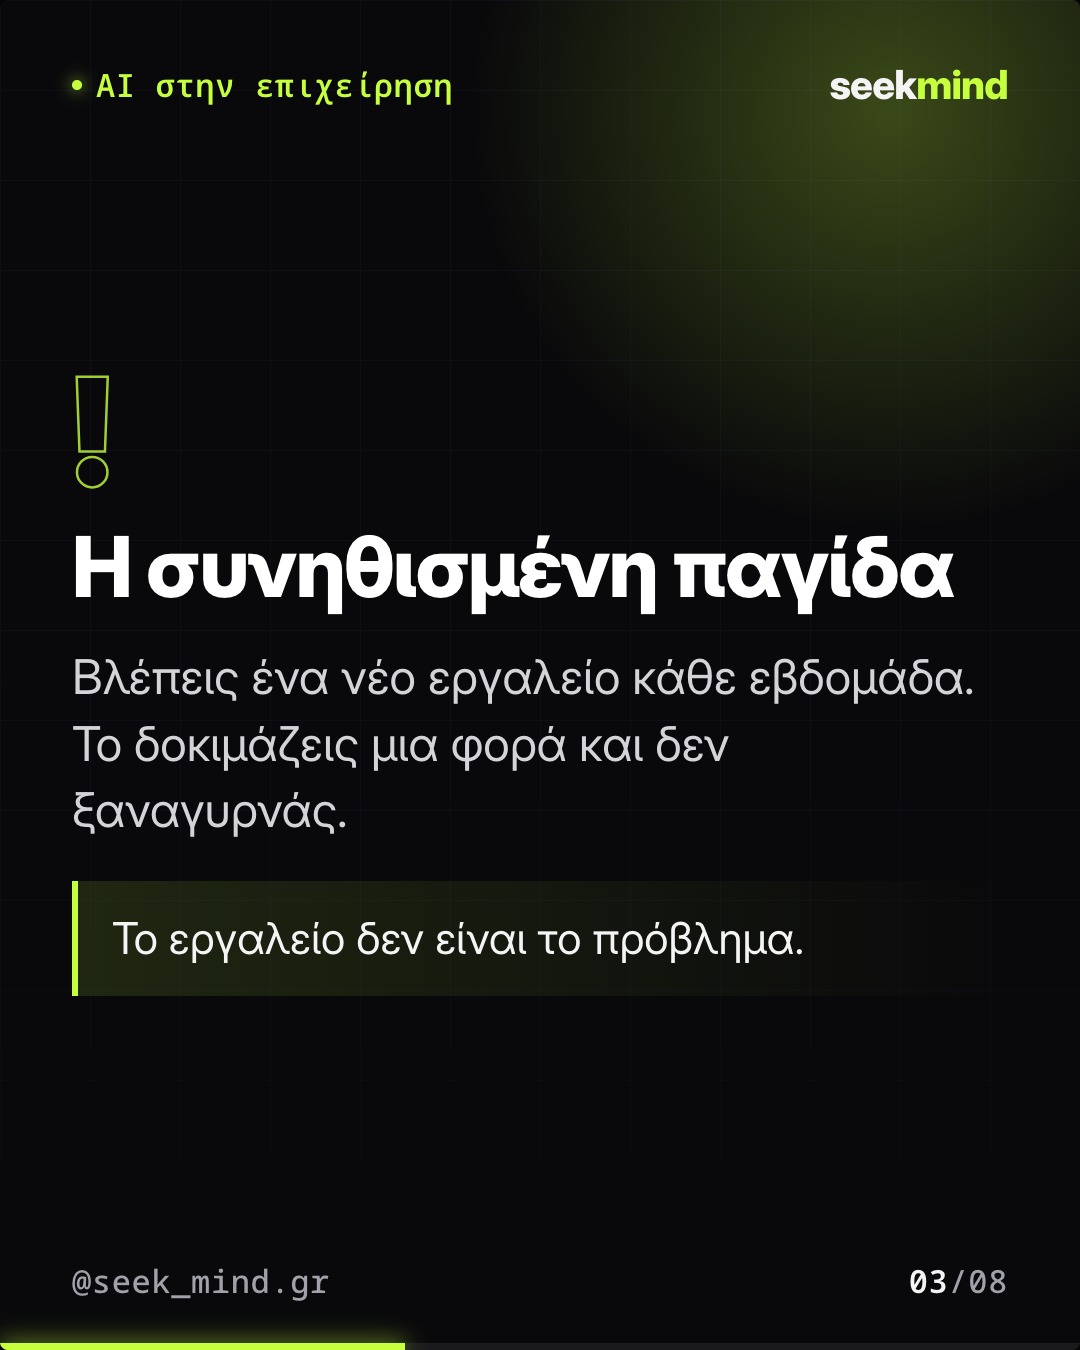 • AI στην επιχείρηση
seekmind
!
Η συνηθισμένη παγίδα
Βλέπεις ένα νέο εργαλείο κάθε εβδομάδα.
Το δοκιμάζεις μια φορά και δεν
ξαναγυρνάς.
Το εργαλείο δεν είναι το πρόβλημα.
@seek_mind.gr
03/08